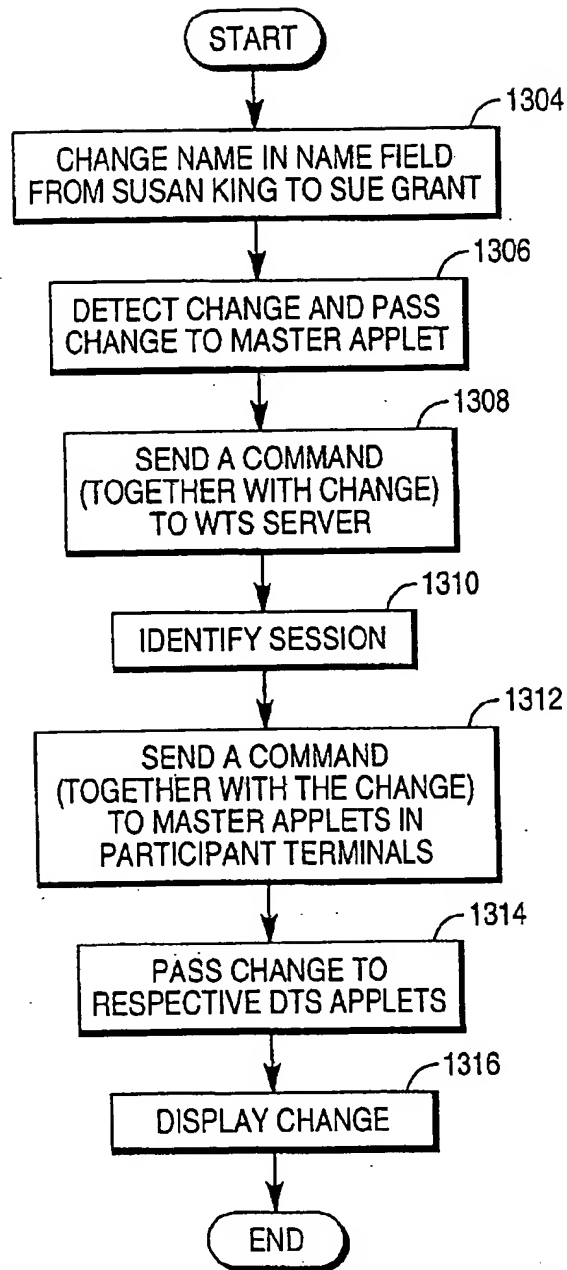 START
1304
CHANGE NAME IN NAME FIELD
FROM SUSAN KING TO SUE GRANT
1306
DETECT CHANGE AND PASS
CHANGE TO MASTER APPLET
1308
SEND A COMMAND
(TOGETHER WITH CHANGE)
TO WTS SERVER
1310
IDENTIFY SESSION
1312
SEND A COMMAND
(TOGETHER WITH THE CHANGE)
TO MASTER APPLETS IN
PARTICIPANT TERMINALS
1314
PASS CHANGE TO
RESPECTIVE DTS APPLETS
1316
DISPLAY CHANGE
END